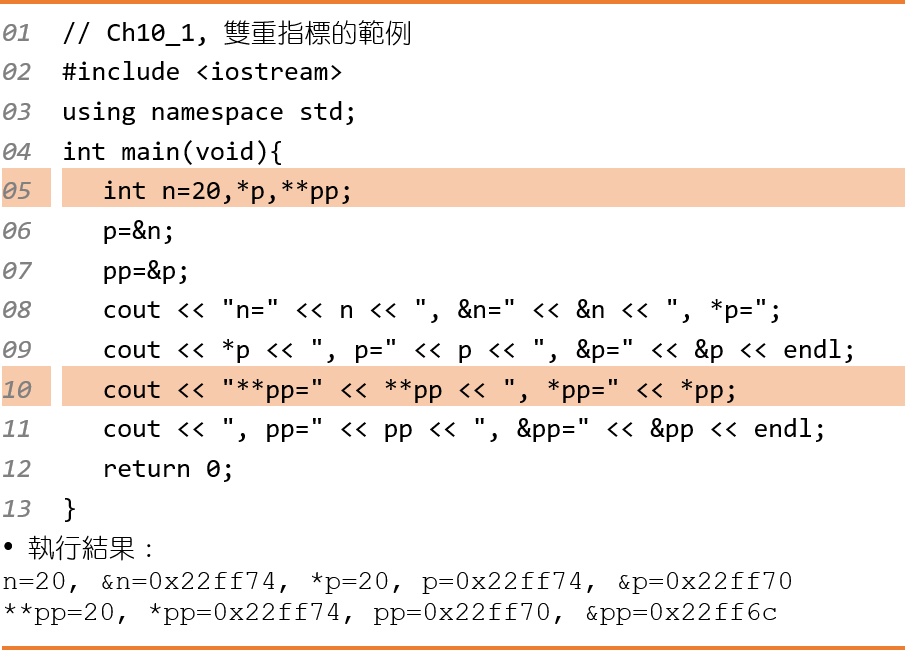 01 // Ch10_1, 雙重指標的範例
02 #include <iostream>
03 using namespace std;
04 int main(void){
05 int n=20,*p,**pp;
06 p=&n;
07 pp=&p;
08 cout << "n=" << n << ", &n=" << &n << ", *p=";
09 cout << *p << ", p=" << p << ", &p=" << &p << endl;
10 cout << "**pp=" << **pp << ", *pp=" << *pp;
11 cout << ", pp=" << pp << ", &pp=" << &pp << endl;
12 return 0;
13 }
• 執行結果：
n=20, &n=0x22ff74, *p=20, p=0x22ff74, &p=0x22ff70
**pp=20, *pp=0x22ff74, pp=0x22ff70, &pp=0x22ff6c